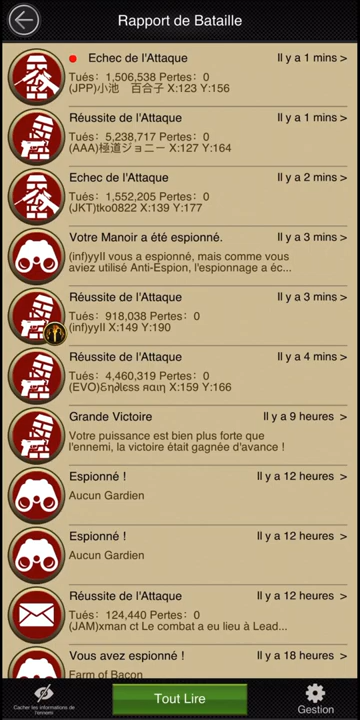 Rapport de Bataille
Echec de l'Attaque
Il y a 1 mins >
Tués: 1,506,538 Pertes: 0
(JPP)小池 百合子 X:123 Y:156
Réussite de l'Attaque
Il y a 1 mins >
Tués: 5,238,717 Pertes: 0
(AAA)極道ジョニー X:127 Y:164
Echec de l'Attaque
Il y a 2 mins >
Tués: 1,552,205 Pertes: 0
(JKT)tko0822 X:139 Y:177
Votre Manoir a été espionné.
Il y a 3 mins >
(inf)yyII vous a espionné, mais comme vous
aviez utilisé Anti-Espion, l'espionnage a éc...
Réussite de l'Attaque
Il y a 3 mins >
Tués: 918,038 Pertes: 0
(inf)yyII X:149 Y:190
Réussite de l'Attaque
Il y a 4 mins >
Tués: 4,460,319 Pertes: 0
(EVO)Ɛη∂Ɩєѕѕ яαιη X:159 Y:166
Grande Victoire
Il y a 9 heures >
Votre puissance est bien plus forte que
l'ennemi, la victoire était gagnée d'avance !
Espionné !
Il y a 12 heures >
Aucun Gardien
Espionné !
Il y a 12 heures >
Aucun Gardien
Réussite de l'Attaque
Il y a 12 heures >
Tués: 124,440 Pertes: 0
(JAM)xman ct Le combat a eu lieu à Lead...
Vous avez espionné !
Il y a 18 heures >
Farm of Bacon
Cacher les informations de
l'ennemi
Tout Lire
Gestion